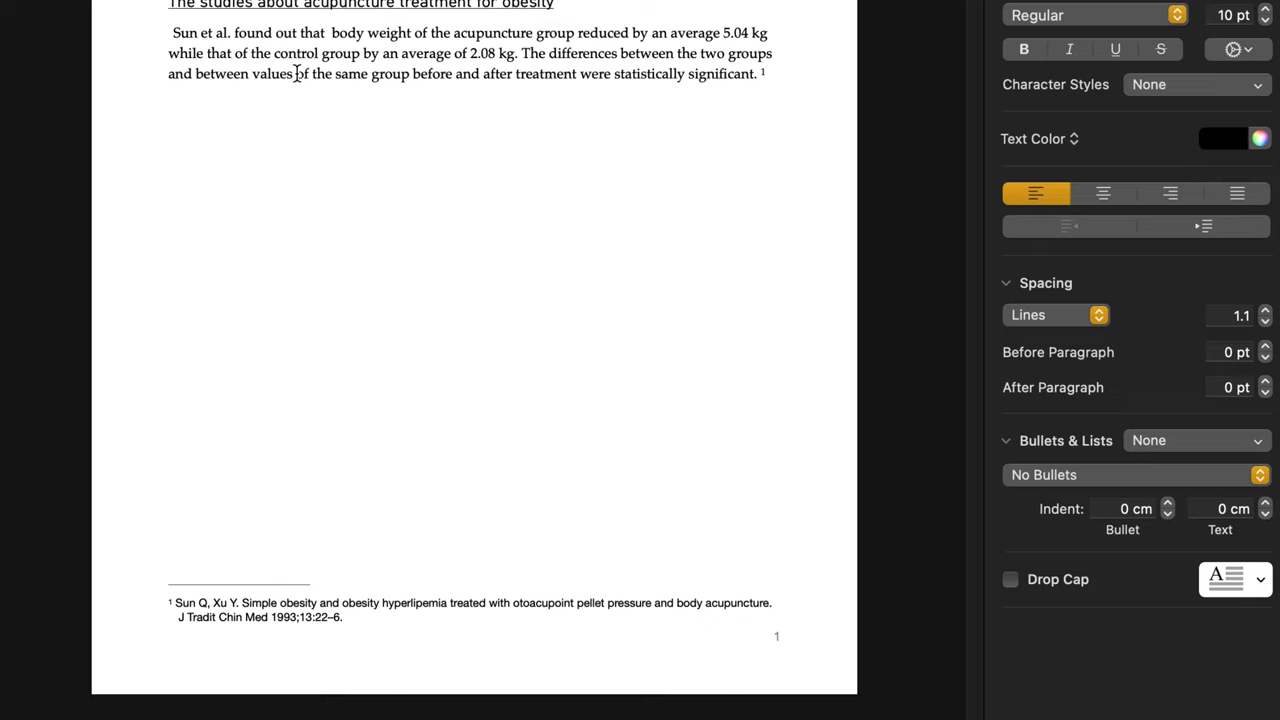 The studies about acupuncture treatment for obesity
Regular 10 pt
Sun et al. found out that  body weight of the acupuncture group reduced by an average 5.04 kg
while that of the control group by an average of 2.08 kg. The differences between the two groups
B I U S
and between values of the same group before and after treatment were statistically significant. 1
Character Styles None
Text Color
Spacing
Lines 1.1
Before Paragraph 0 pt
After Paragraph 0 pt
Bullets & Lists None
No Bullets
Indent: 0 cm 0 cm
Bullet Text
Drop Cap A
1 Sun Q, Xu Y. Simple obesity and obesity hyperlipemia treated with otoacupoint pellet pressure and body acupuncture.
J Tradit Chin Med 1993;13:22–6.
1